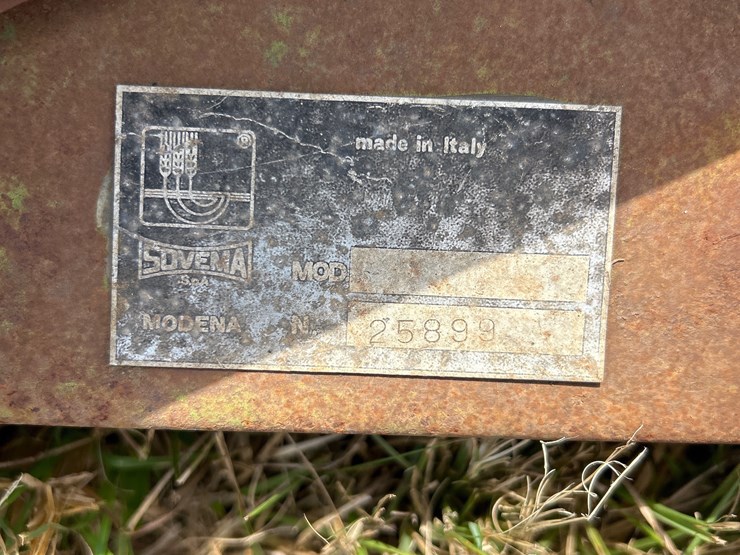 made in Italy
®
SOVEMA
S.p.A.
MOD.
MODENA N. 25899